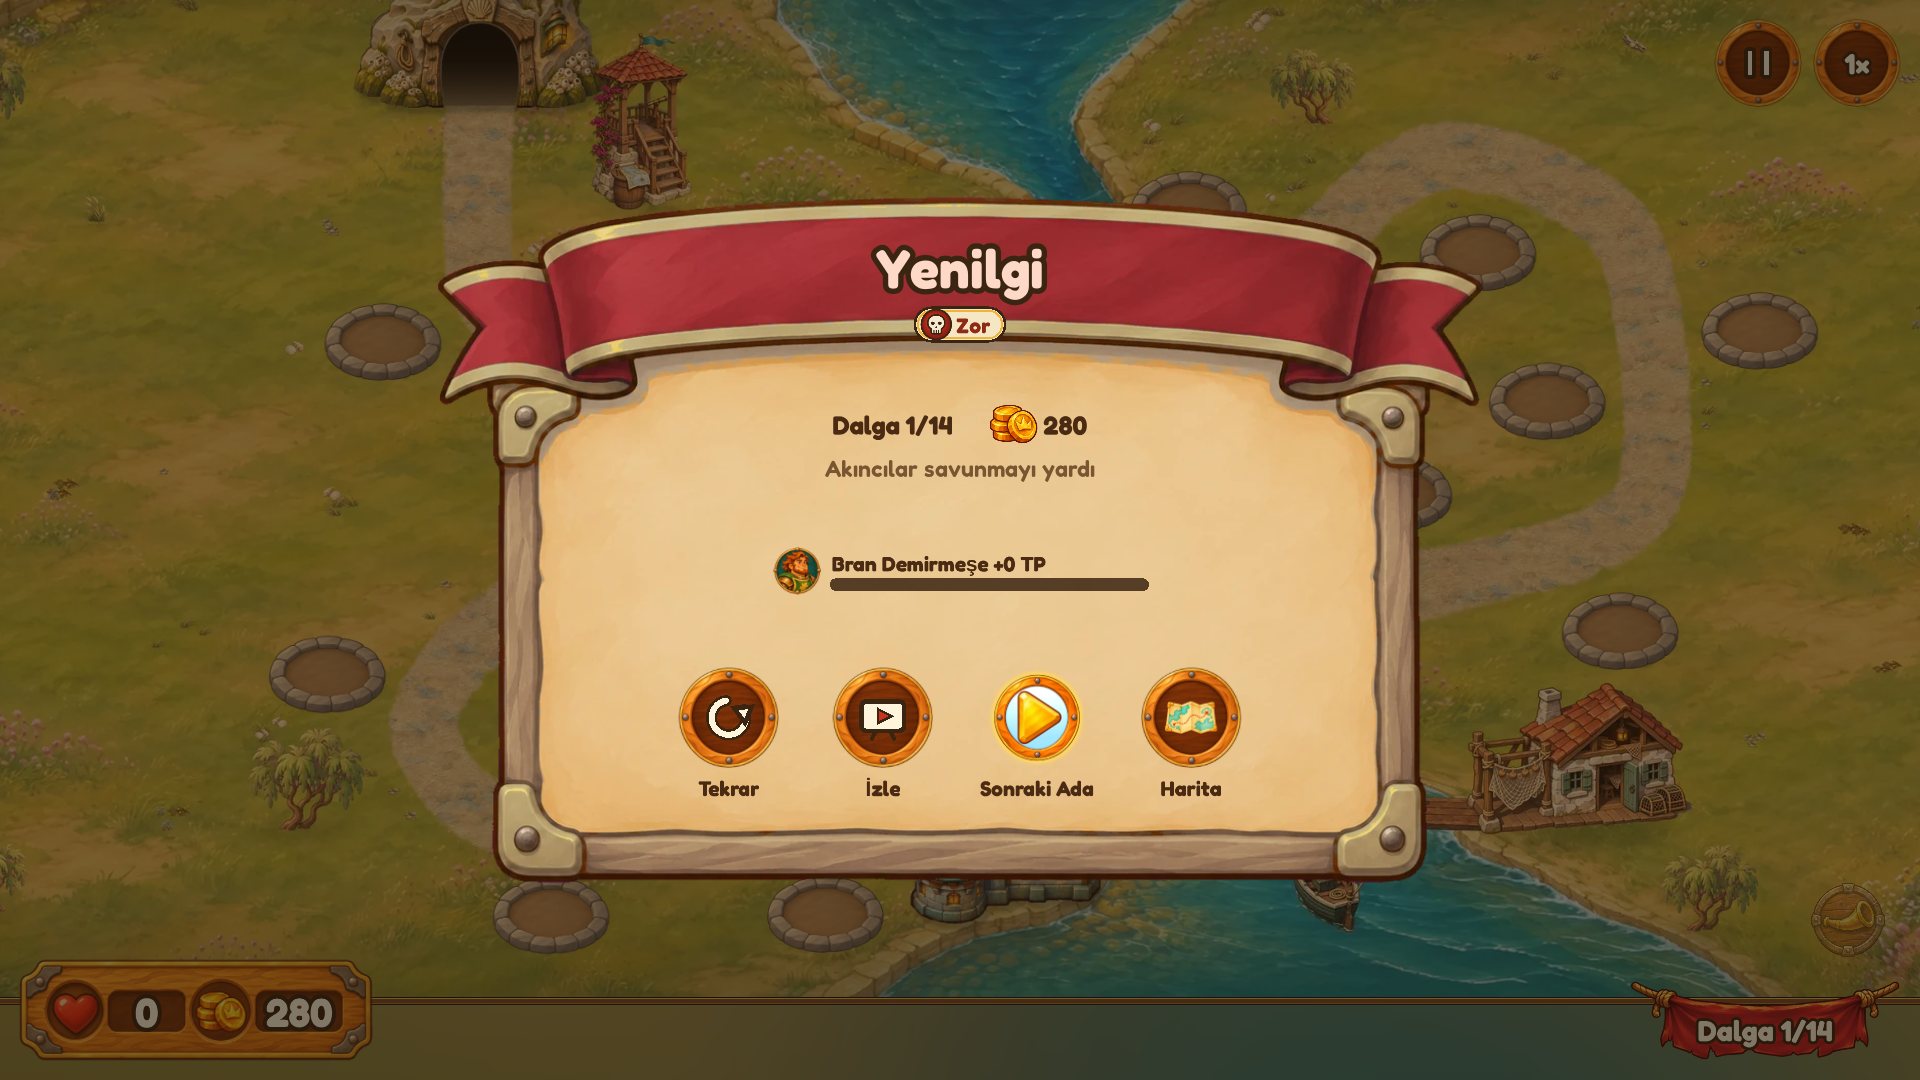 1x
Yenilgi
Zor
Dalga 1/14 280
Akıncılar savunmayı yardı
Bran Demirmeşe +0 TP
Tekrar İzle Sonraki Ada Harita
0 280
Dalga 1/14